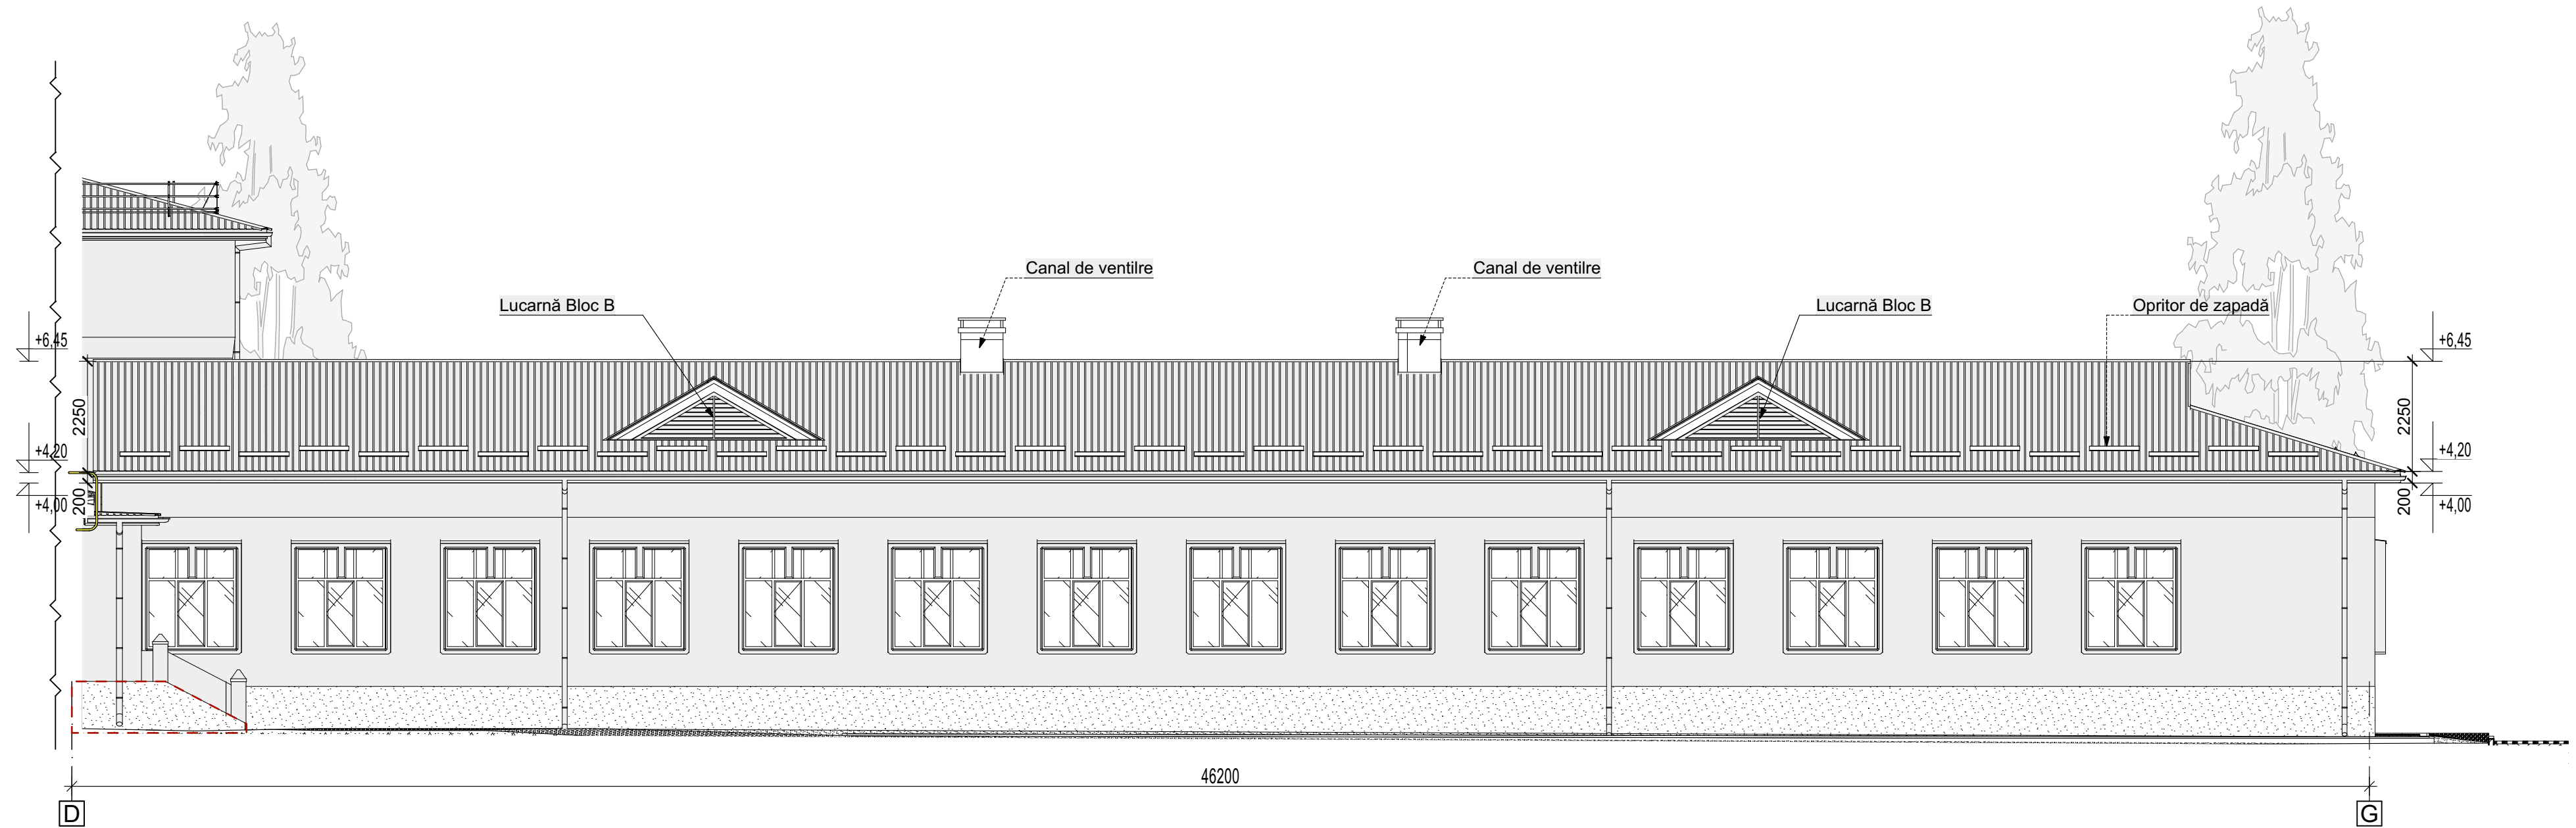 Canal de ventilre
Canal de ventilre
Lucarnă Bloc B
Lucarnă Bloc B
Opritor de zapadă
+6,45
+6,45
2250
2250
+4,20
+4,20
200
+4,00
200
+4,00
46200
D
G